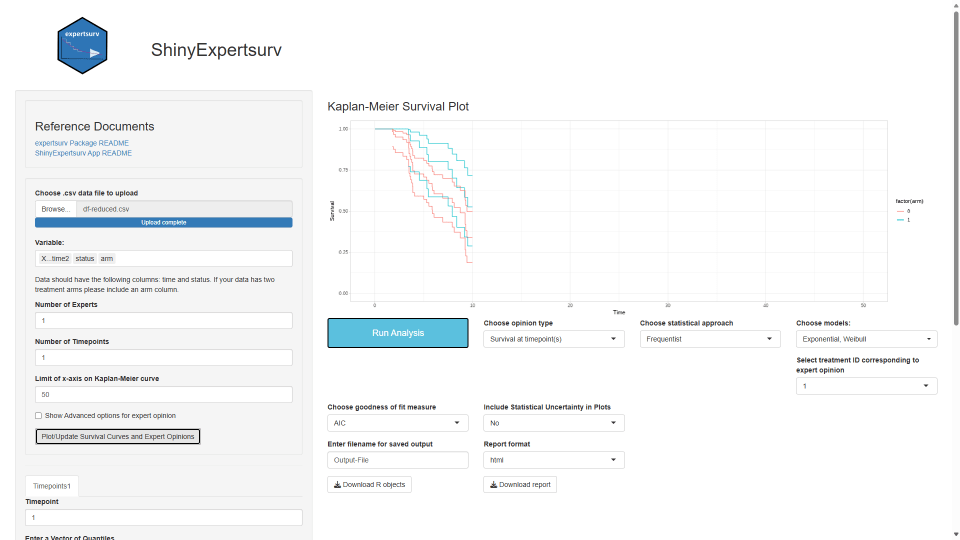 expertsurv
ShinyExpertsurv
Reference Documents
expertsurv Package README
ShinyExpertsurv App README
Choose .csv data file to upload
Browse... df-reduced.csv
Upload complete
Variable:
X...time2 status arm
Data should have the following columns: time and status. If your data has two
treatment arms please include an arm column.
Number of Experts
1
Number of Timepoints
1
Limit of x-axis on Kaplan-Meier curve
50
Show Advanced options for expert opinion
Plot/Update Survival Curves and Expert Opinions
Timepoints1
Timepoint
1
Enter a Vector of Quantiles
Kaplan-Meier Survival Plot
1.00
0.75
0.50
0.25
0.00
Survival
0 10 20 30 40 50
Time
factor(arm)
0
1
Run Analysis
Choose opinion type
Survival at timepoint(s)
Choose statistical approach
Frequentist
Choose models:
Exponential, Weibull
Select treatment ID corresponding to
expert opinion
1
Choose goodness of fit measure
AIC
Include Statistical Uncertainty in Plots
No
Enter filename for saved output
Output-File
Report format
html
Download R objects
Download report